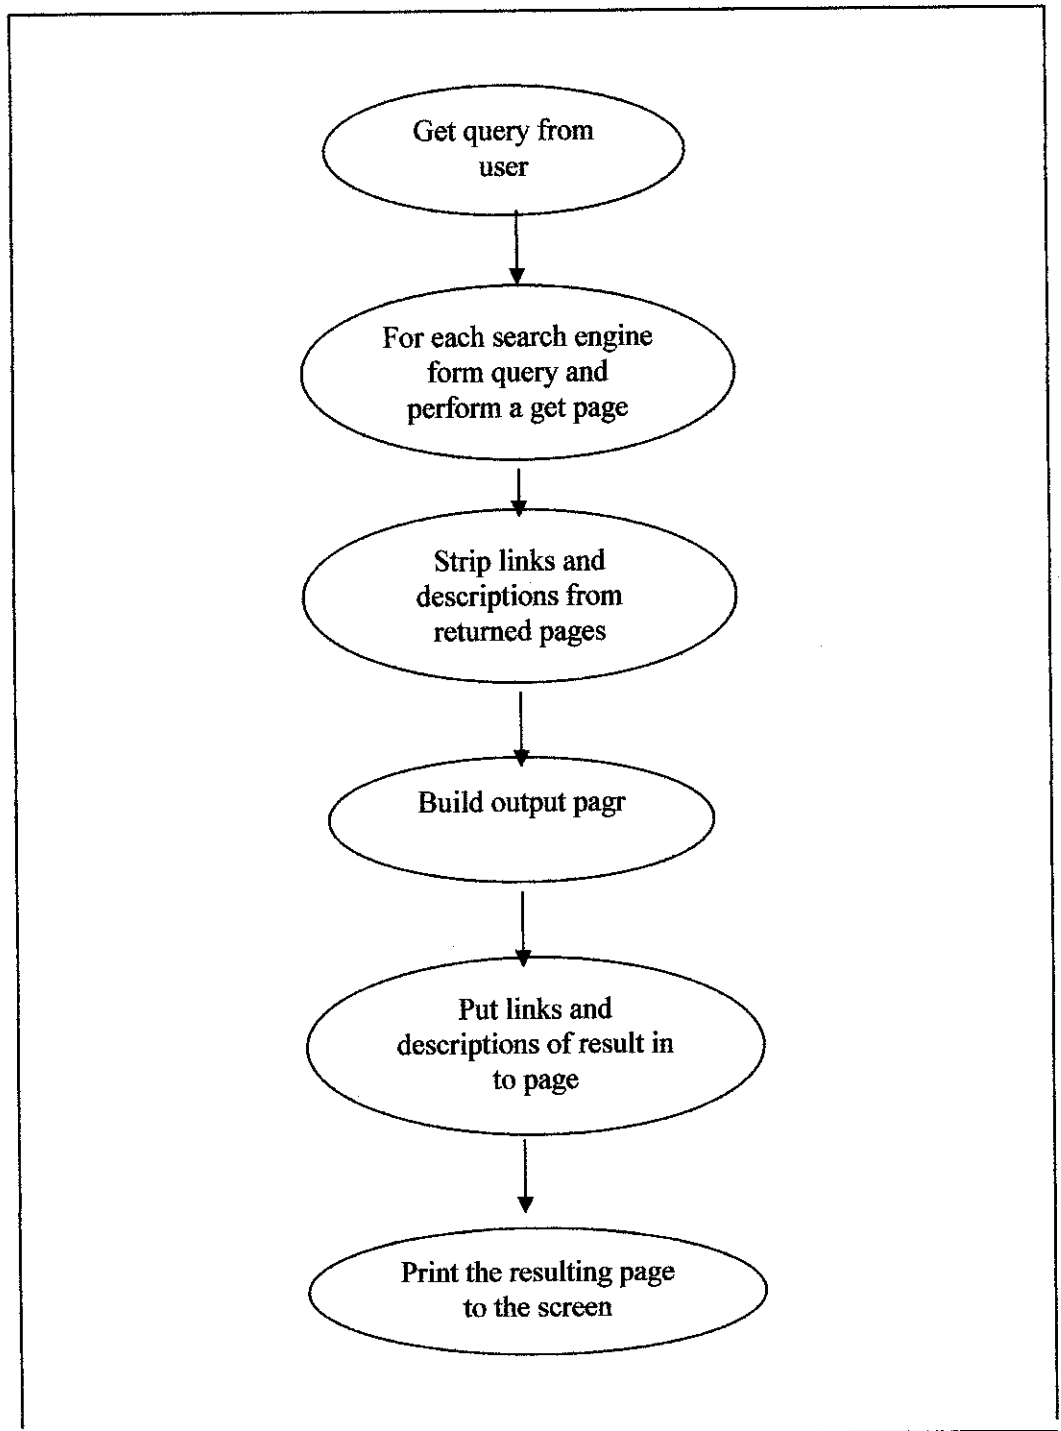 Get query from
user
For each search engine
form query and
perform a get page
Strip links and
descriptions from
returned pages
Build output pagr
Put links and
descriptions of result in
to page
Print the resulting page
to the screen